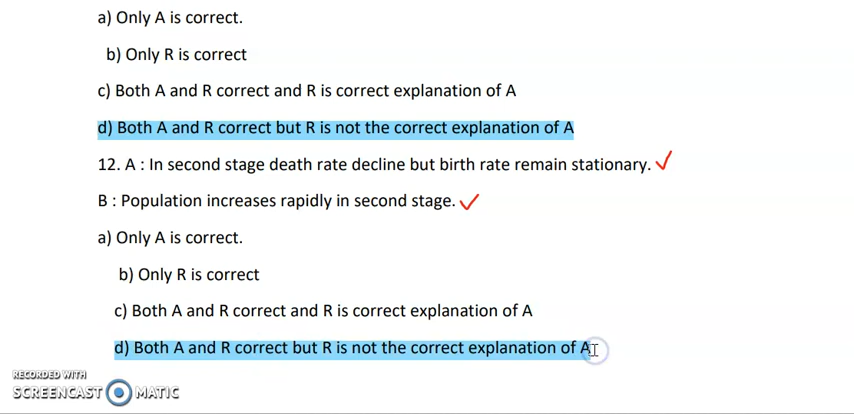 a) Only A is correct.
b) Only R is correct
c) Both A and R correct and R is correct explanation of A
d) Both A and R correct but R is not the correct explanation of A
12. A : In second stage death rate decline but birth rate remain stationary.
B : Population increases rapidly in second stage.
a) Only A is correct.
b) Only R is correct
c) Both A and R correct and R is correct explanation of A
d) Both A and R correct but R is not the correct explanation of A
RECORDED WITH
SCREENCAST MATIC